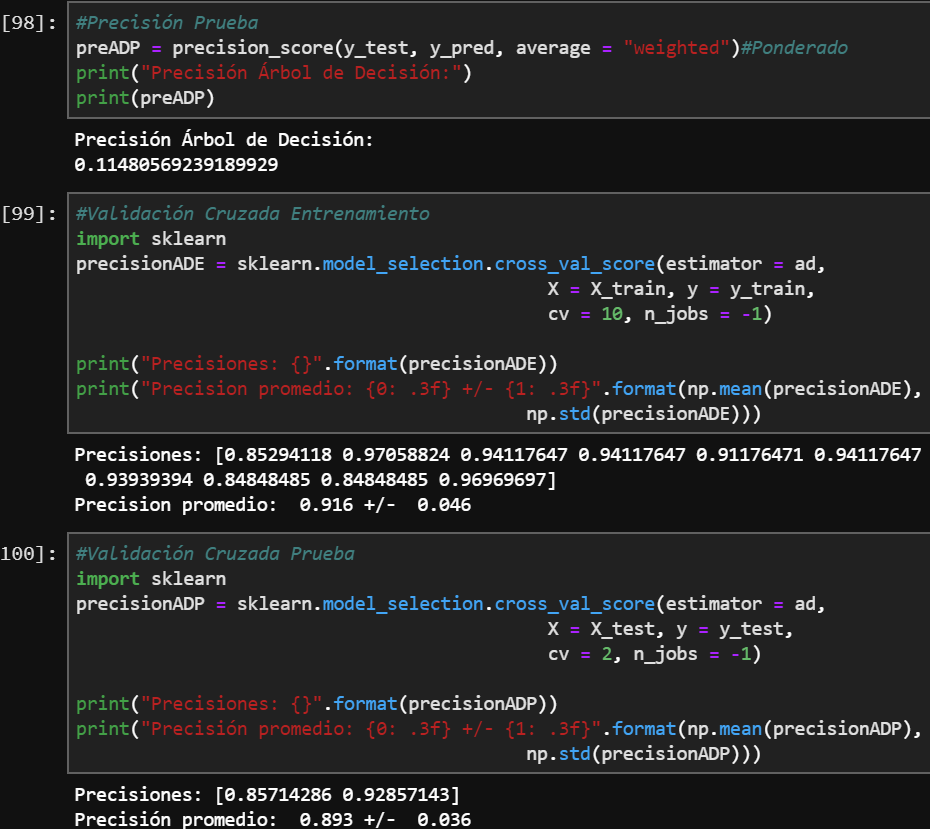 [98]: #Precisión Prueba
preADP = precision_score(y_test, y_pred, average = "weighted")#Ponderado
print("Precisión Árbol de Decisión:")
print(preADP)
Precisión Árbol de Decisión:
0.11480569239189929
[99]: #Validación Cruzada Entrenamiento
import sklearn
precisionADE = sklearn.model_selection.cross_val_score(estimator = ad,
X = X_train, y = y_train,
cv = 10, n_jobs = -1)
print("Precisiones: {}".format(precisionADE))
print("Precision promedio: {0: .3f} +/- {1: .3f}".format(np.mean(precisionADE),
np.std(precisionADE)))
Precisiones: [0.85294118 0.97058824 0.94117647 0.94117647 0.91176471 0.94117647
0.93939394 0.84848485 0.84848485 0.96969697]
Precision promedio:  0.916 +/-  0.046
100]: #Validación Cruzada Prueba
import sklearn
precisionADP = sklearn.model_selection.cross_val_score(estimator = ad,
X = X_test, y = y_test,
cv = 2, n_jobs = -1)
print("Precisiones: {}".format(precisionADP))
print("Precisión promedio: {0: .3f} +/- {1: .3f}".format(np.mean(precisionADP),
np.std(precisionADP)))
Precisiones: [0.85714286 0.92857143]
Precisión promedio:  0.893 +/-  0.036